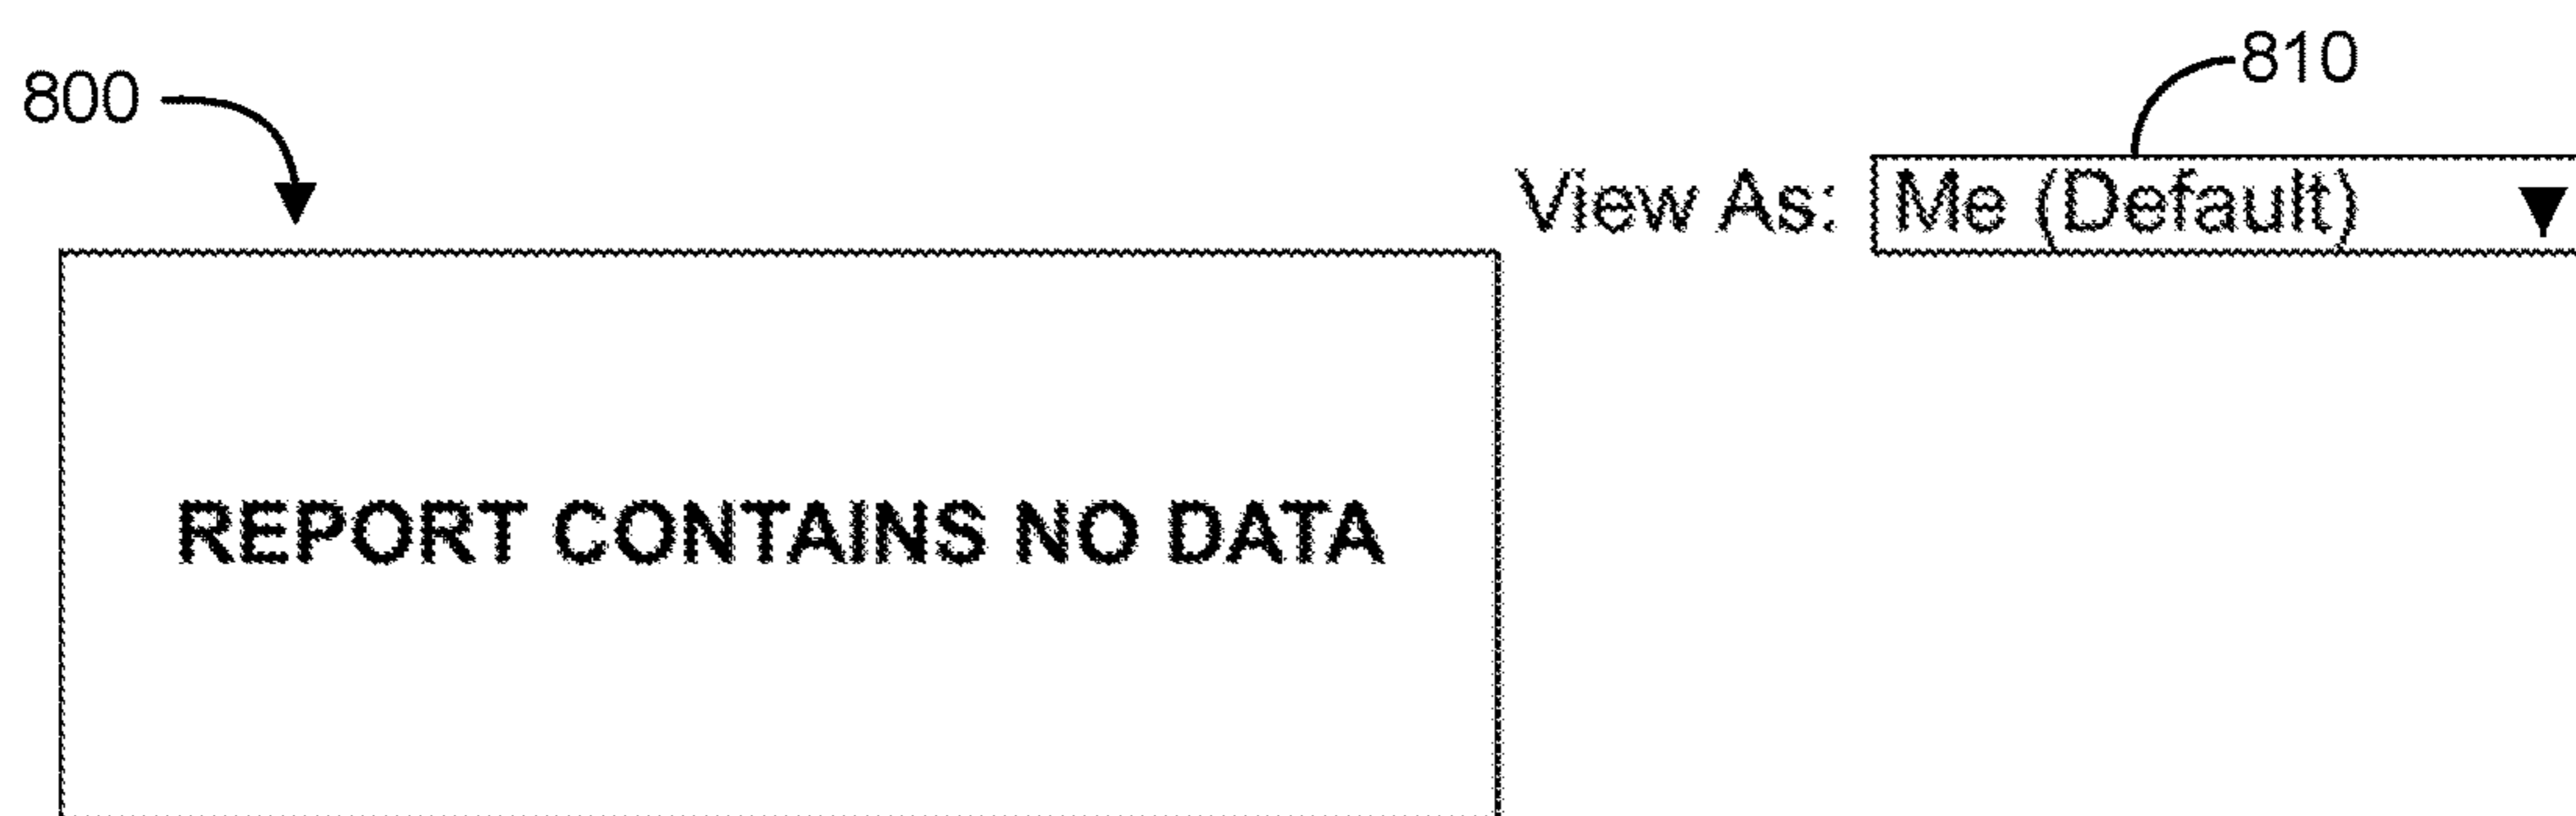 810
800
View As: Me (Default)
REPORT CONTAINS NO DATA